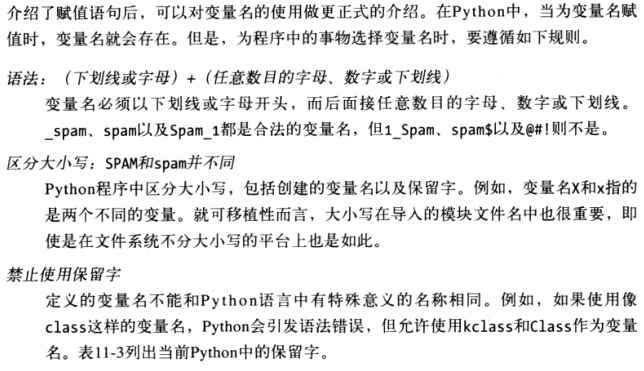 介绍了赋值语句后，可以对变量名的使用做更正式的介绍。在Python中，当为变量名赋
值时，变量名就会存在。但是，为程序中的事物选择变量名时，要遵循如下规则。
语法：（下划线或字母）+（任意数目的字母、数字或下划线）
变量名必须以下划线或字母开头，而后面接任意数目的字母、数字或下划线。
_spam、spam以及Spam_1都是合法的变量名，但1_Spam、spam$以及@#!则不是。
区分大小写：SPAM和spam并不同
Python程序中区分大小写，包括创建的变量名以及保留字。例如，变量名X和x指的
是两个不同的变量。就可移植性而言，大小写在导入的模块文件名中也很重要，即
使是在文件系统不分大小写的平台上也是如此。
禁止使用保留字
定义的变量名不能和Python语言中有特殊意义的名称相同。例如，如果使用像
class这样的变量名，Python会引发语法错误，但允许使用kclass和Class作为变量
名。表11-3列出当前Python中的保留字。